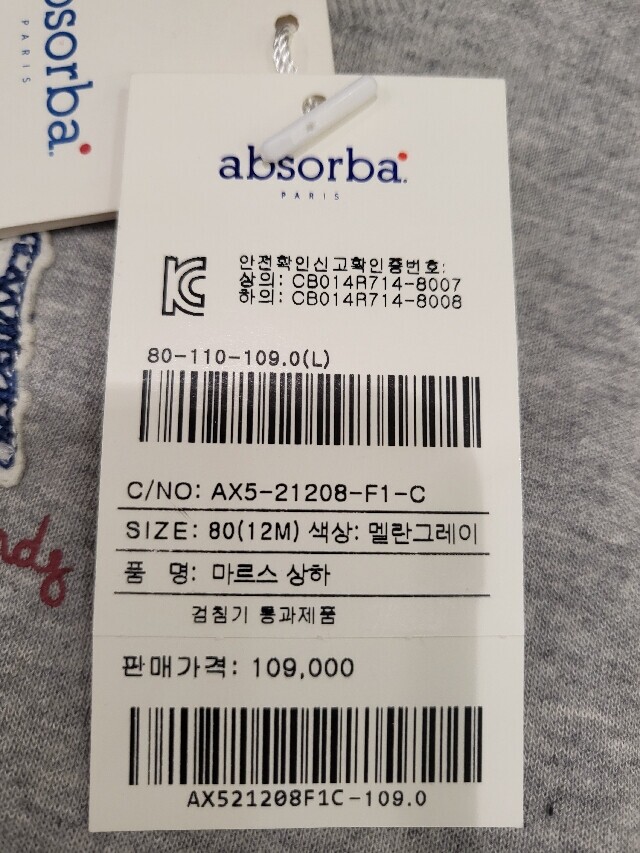 absorba
PARIS
absorba
PARIS
안전확인신고확인증번호:
상의: CB014R714-8007
하의: CB014R714-8008
80-110-109.0(L)
C/NO: AX5-21208-F1-C
SIZE: 80(12M) 색상: 멜란그레이
품 명: 마르스 상하
검침기 통과제품
판매가격: 109,000
AX521208F1C-109.0